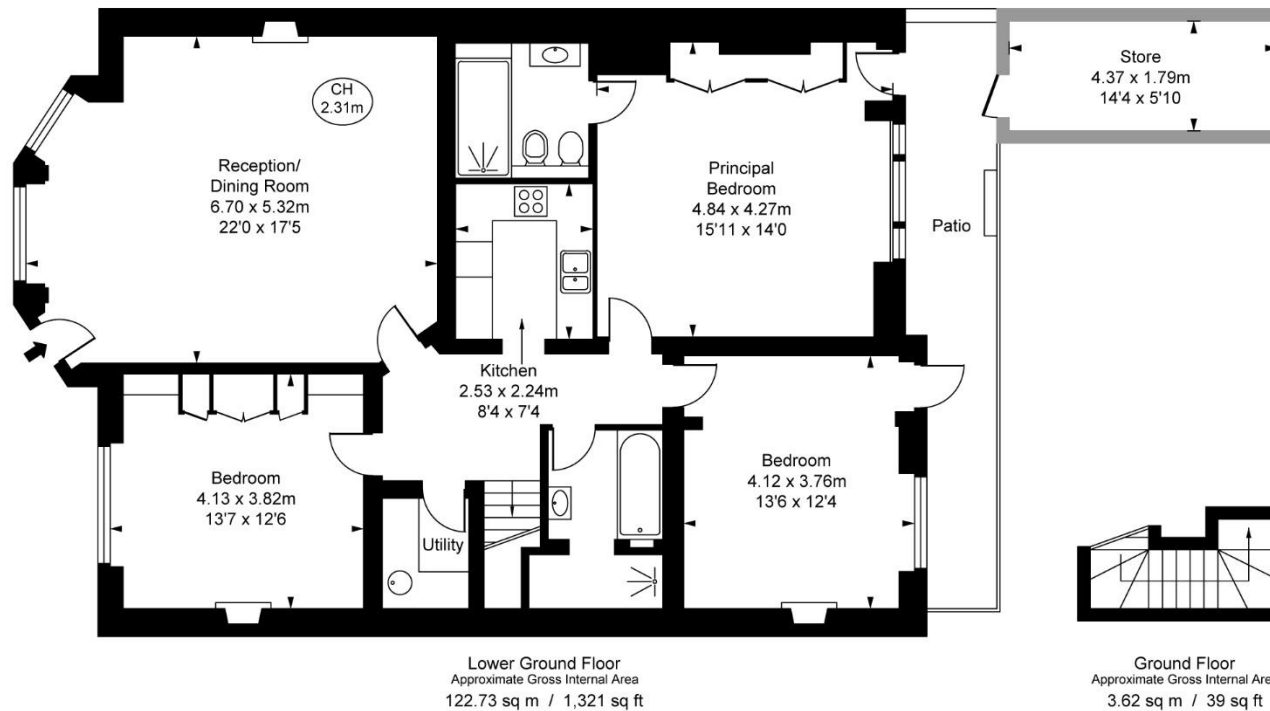 CH
2.31m
Reception/
Dining Room
6.70 x 5.32m
22'0 x 17'5
Principal
Bedroom
4.84 x 4.27m
15'11 x 14'0
Store
4.37 x 1.79m
14'4 x 5'10
Patio
Kitchen
2.53 x 2.24m
8'4 x 7'4
Bedroom
4.13 x 3.82m
13'7 x 12'6
Utility
Bedroom
4.12 x 3.76m
13'6 x 12'4
Lower Ground Floor
Approximate Gross Internal Area
122.73 sq m / 1,321 sq ft
Ground Floor
Approximate Gross Internal Are
3.62 sq m / 39 sq ft